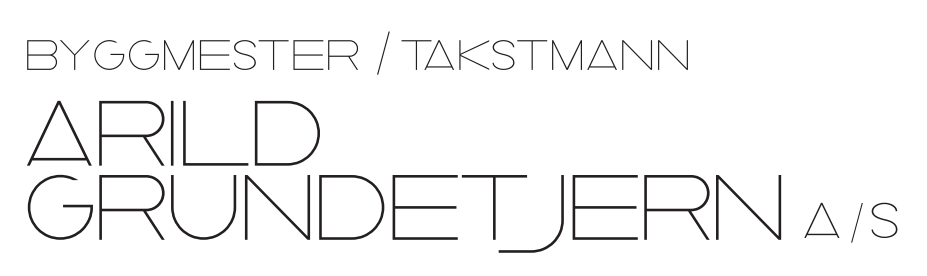 BYGGMESTER / TAKSTMANN
ARILD
GRUNDETJERN A/S